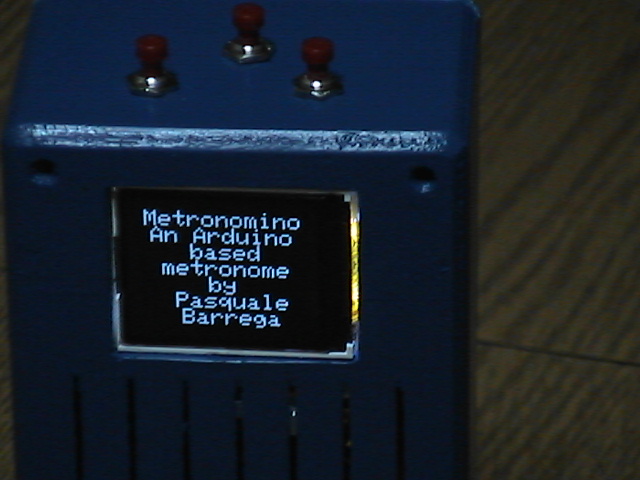 Metronomino
An Arduino
based
metronome
by
Pasquale
Barrega